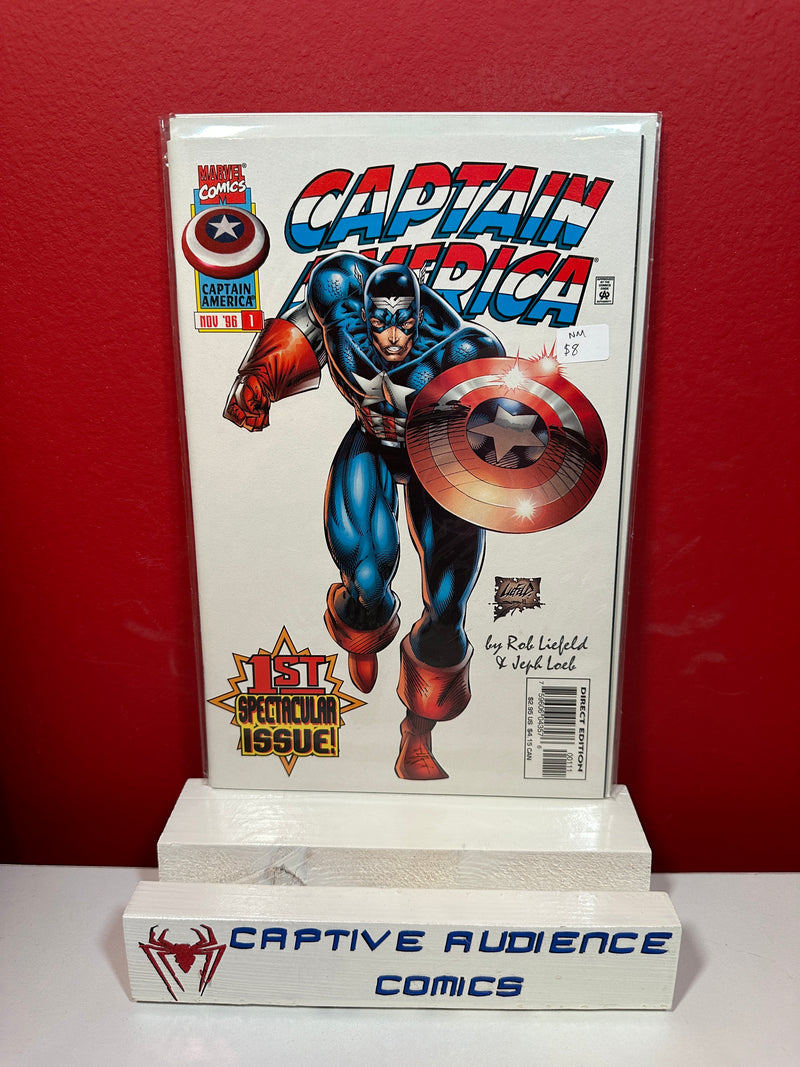 MARVEL®
COMICS
M
CAPTAIN
AMERICA®
NOV '96 1
CAPTAIN
AMERICA®
NM
$8
LIEFELD
by Rob Liefeld
& Jeph Loeb
1ST
SPECTACULAR
ISSUE!
DIRECT EDITION
00111
$2.95 US $4.15 CAN
CAPTIVE AUDIENCE
COMICS